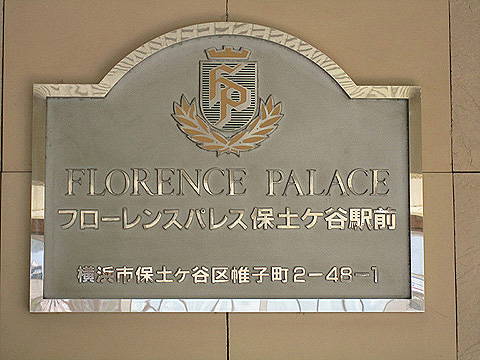 FP
FLORENCE PALACE
フローレンスパレス保土ケ谷駅前
横浜市保土ヶ谷区帷子町2-48-1